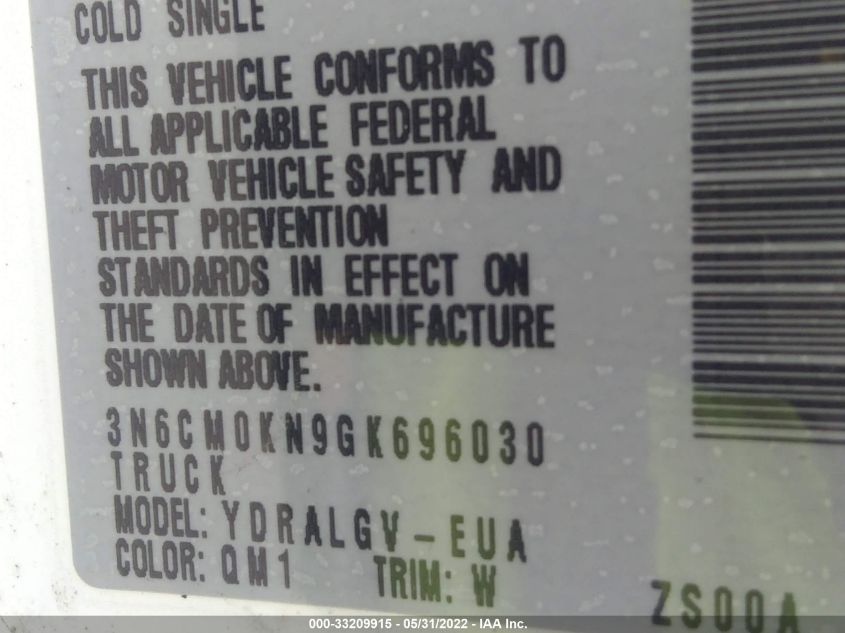 COLD SINGLE
THIS VEHICLE CONFORMS TO
ALL APPLICABLE FEDERAL
MOTOR VEHICLE SAFETY AND
THEFT PREVENTION
STANDARDS IN EFFECT ON
THE DATE OF MANUFACTURE
SHOWN ABOVE.
3N6CM0KN9GK696030
TRUCK
MODEL: YDRALGV-EUA
COLOR: QM1 TRIM: W
ZS00A
000-33209915 - 05/31/2022 - IAA Inc.